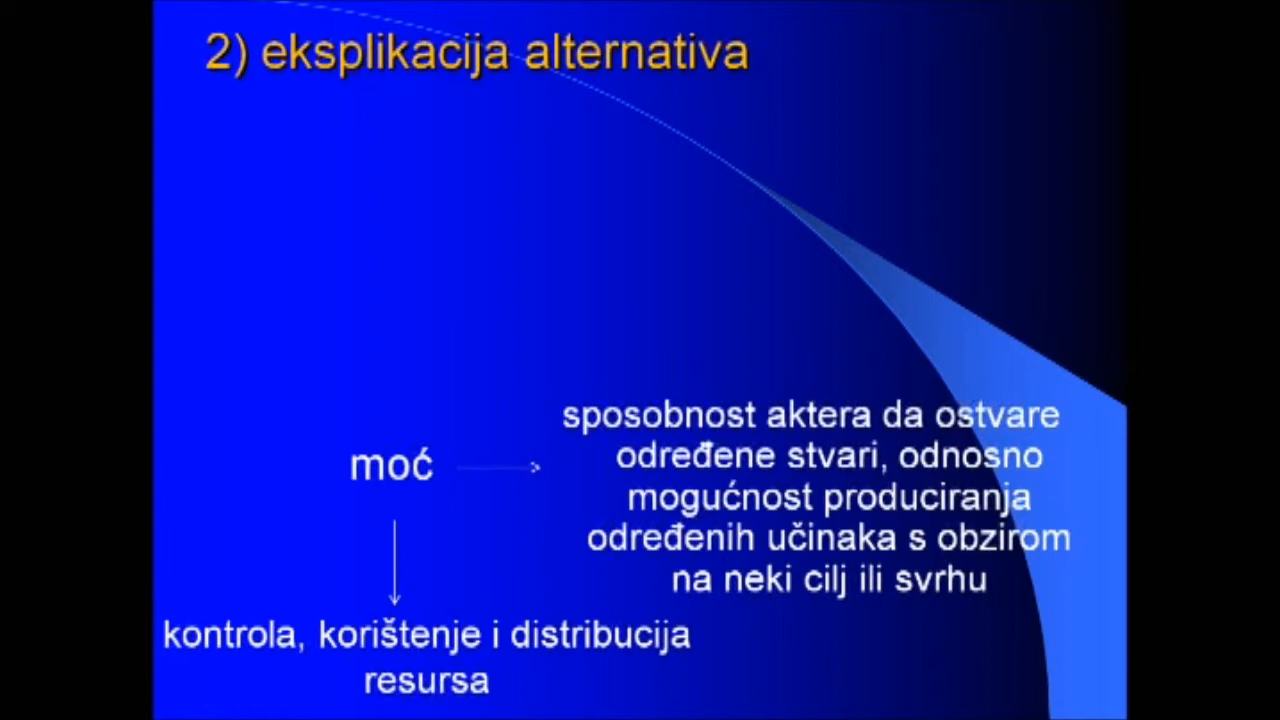 2) eksplikacija alternativa
sposobnost aktera da ostvare
određene stvari, odnosno
moć
mogućnost produciranja
određenih učinaka s obzirom
na neki cilj ili svrhu
kontrola, korištenje i distribucija
resursa